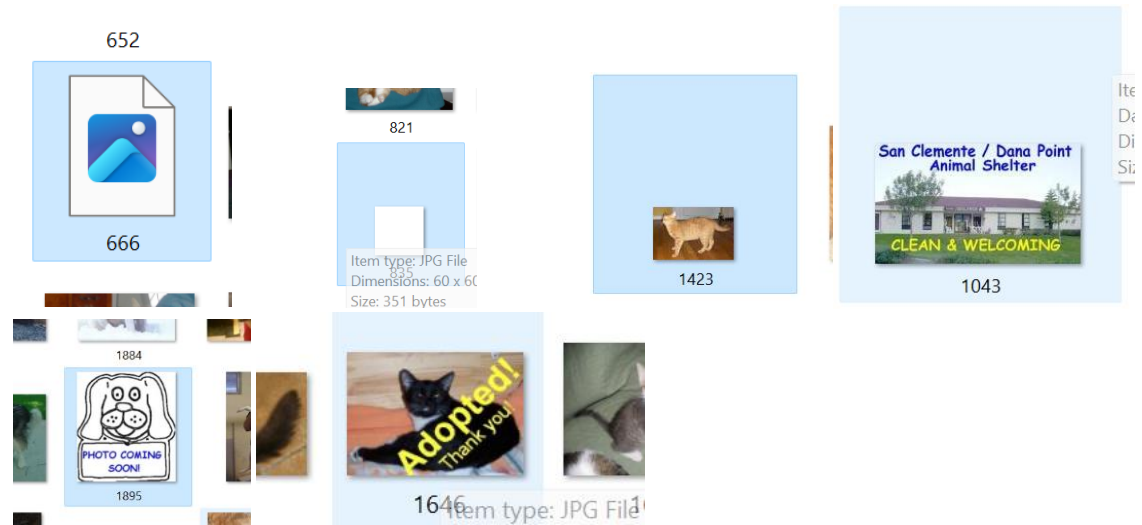 652
666
821
835
Item type: JPG File
Dimensions: 60 x 60
Size: 351 bytes
1423
San Clemente / Dana Point
Animal Shelter
CLEAN & WELCOMING
1043
1884
PHOTO COMING
SOON!
1895
Adopted!
Thank you!
1646
Item type: JPG File